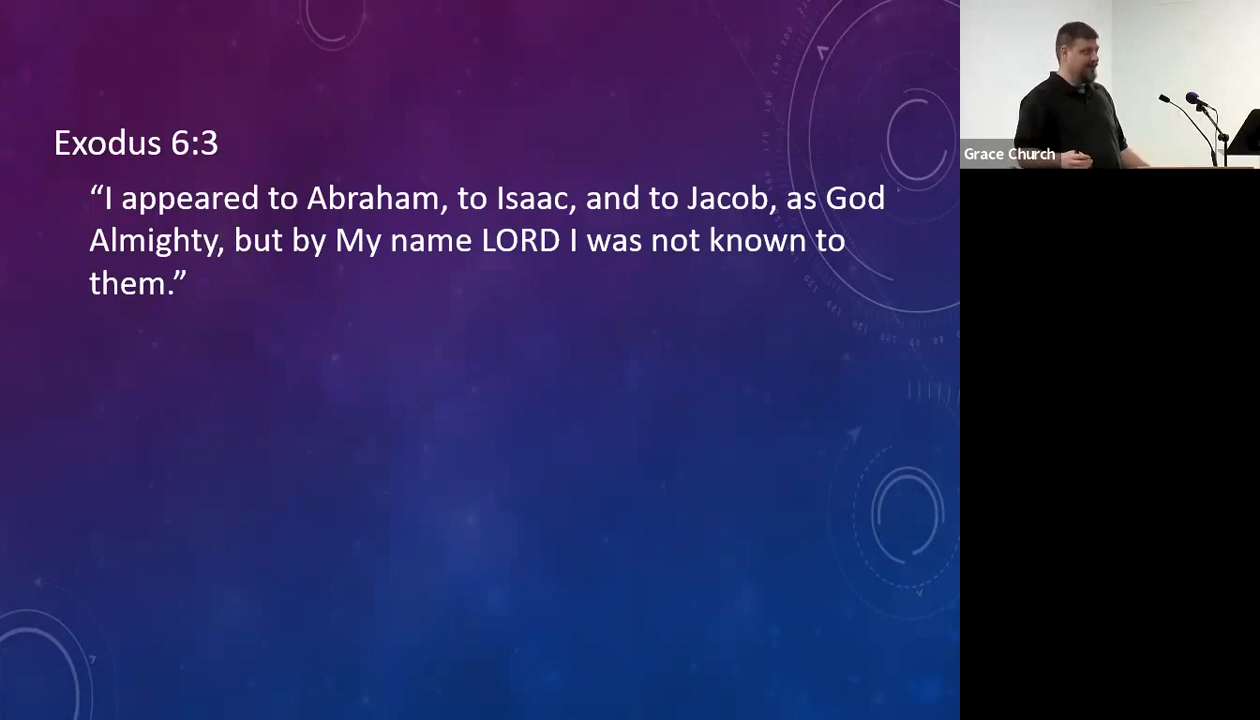 Exodus 6:3
“I appeared to Abraham, to Isaac, and to Jacob, as God
Almighty, but by My name LORD I was not known to
them.”
Grace Church